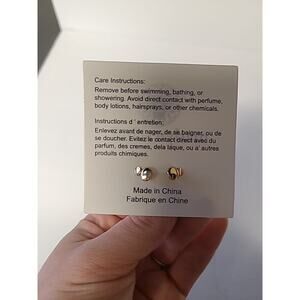 Care Instructions:
Remove before swimming, bathing, or
showering. Avoid direct contact with perfume,
body lotions, hairsprays, or other chemicals.
Instructions d ' entretion:
Enlevez avant de nager, de se baigner, ou de
se doucher. Evitez le contact direct avec du
parfum, des cremes, dela laque, ou a' autres
produits chimiques.
Made in China
Fabrique en Chine